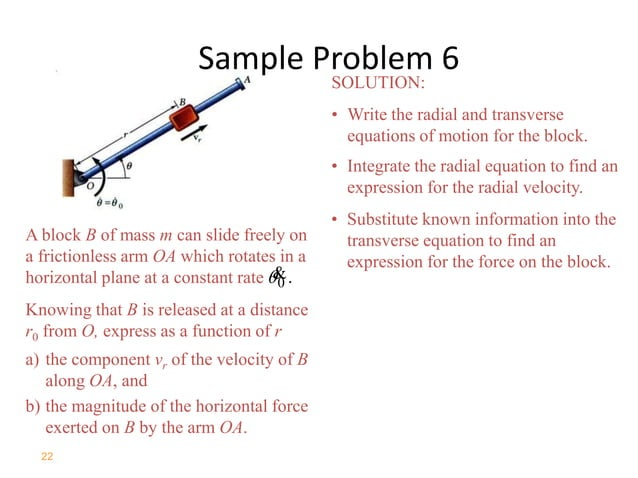 Sample Problem 6
A
B
r
v_r
θ
O
θ̇ = θ̇₀
A block B of mass m can slide freely on
a frictionless arm OA which rotates in a
horizontal plane at a constant rate θ&₀.
Knowing that B is released at a distance
r₀ from O, express as a function of r
a) the component vᵣ of the velocity of B
along OA, and
b) the magnitude of the horizontal force
exerted on B by the arm OA.
SOLUTION:
• Write the radial and transverse
equations of motion for the block.
• Integrate the radial equation to find an
expression for the radial velocity.
• Substitute known information into the
transverse equation to find an
expression for the force on the block.
22